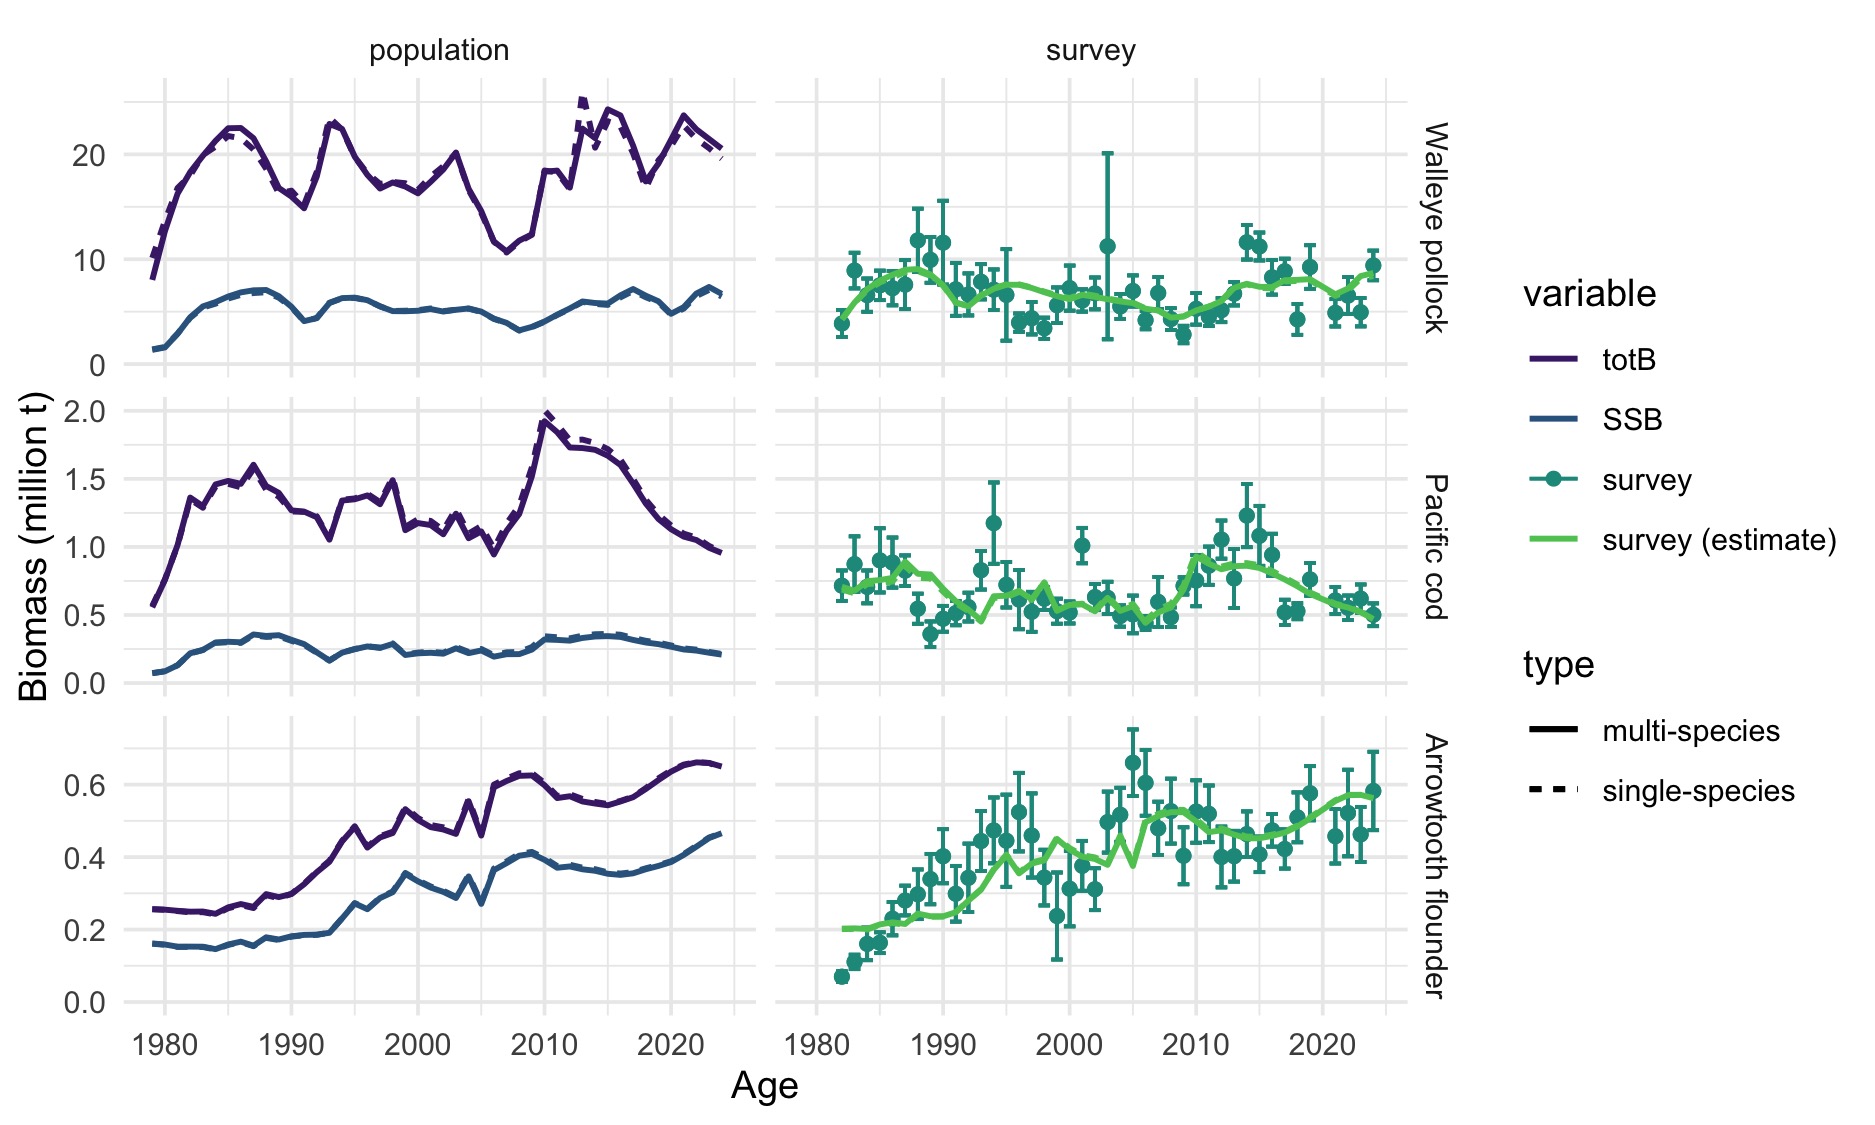 population
survey
20
10
0
Walleye pollock
2.0
1.5
1.0
0.5
0.0
Pacific cod
0.6
0.4
0.2
0.0
Arrowtooth flounder
Biomass (million t)
1980 1990 2000 2010 2020
1980 1990 2000 2010 2020
Age
variable
totB
SSB
survey
survey (estimate)
type
multi-species
single-species